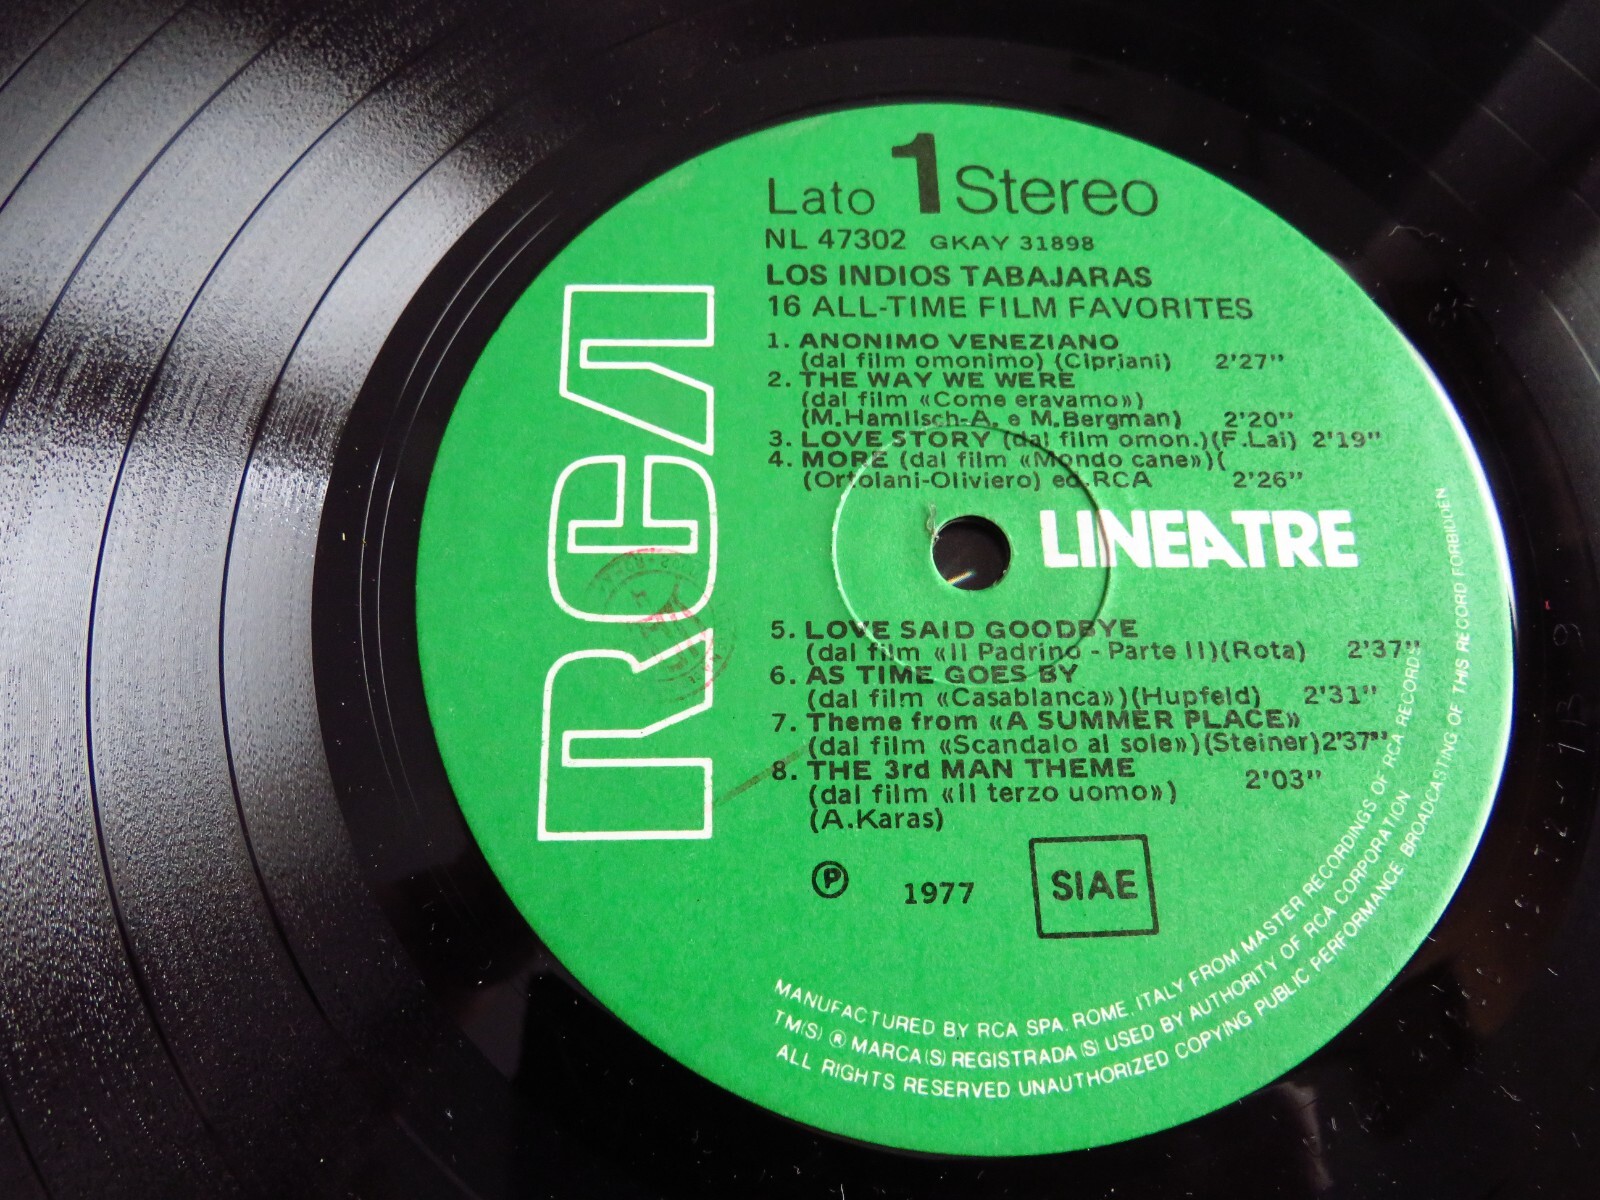 Lato 1 Stereo
NL 47302 GKAY 31898
LOS INDIOS TABAJARAS
16 ALL-TIME FILM FAVORITES
1. ANONIMO VENEZIANO
(dal film omonimo) (Cipriani) 2'27"
2. THE WAY WE WERE
(dal film «Come eravamo»)
(M.Hamlisch-A. e M.Bergman) 2'20"
3. LOVE STORY (dal film omon.)(F.Lai) 2'19"
4. MORE (dal film «Mondo cane»)(
(Ortolani-Oliviero) ed.RCA 2'26"
RCA
LINEATRE
5. LOVE SAID GOODBYE
(dal film «Il Padrino - Parte II)(Rota) 2'37"
6. AS TIME GOES BY
(dal film «Casablanca»)(Hupfeld) 2'31"
7. Theme from «A SUMMER PLACE»
(dal film «Scandalo al sole»)(Steiner)2'37"
8. THE 3rd MAN THEME
(dal film «Il terzo uomo») 2'03"
(A.Karas)
℗ 1977
SIAE
MANUFACTURED BY RCA SPA. ROME. ITALY FROM MASTER RECORDINGS OF RCA RECORDS
TM(S) ® MARCA(S) REGISTRADA(S) USED BY AUTHORITY OF RCA CORPORATION
ALL RIGHTS RESERVED UNAUTHORIZED COPYING PUBLIC PERFORMANCE, BROADCASTING OF THIS RECORD FORBIDDEN